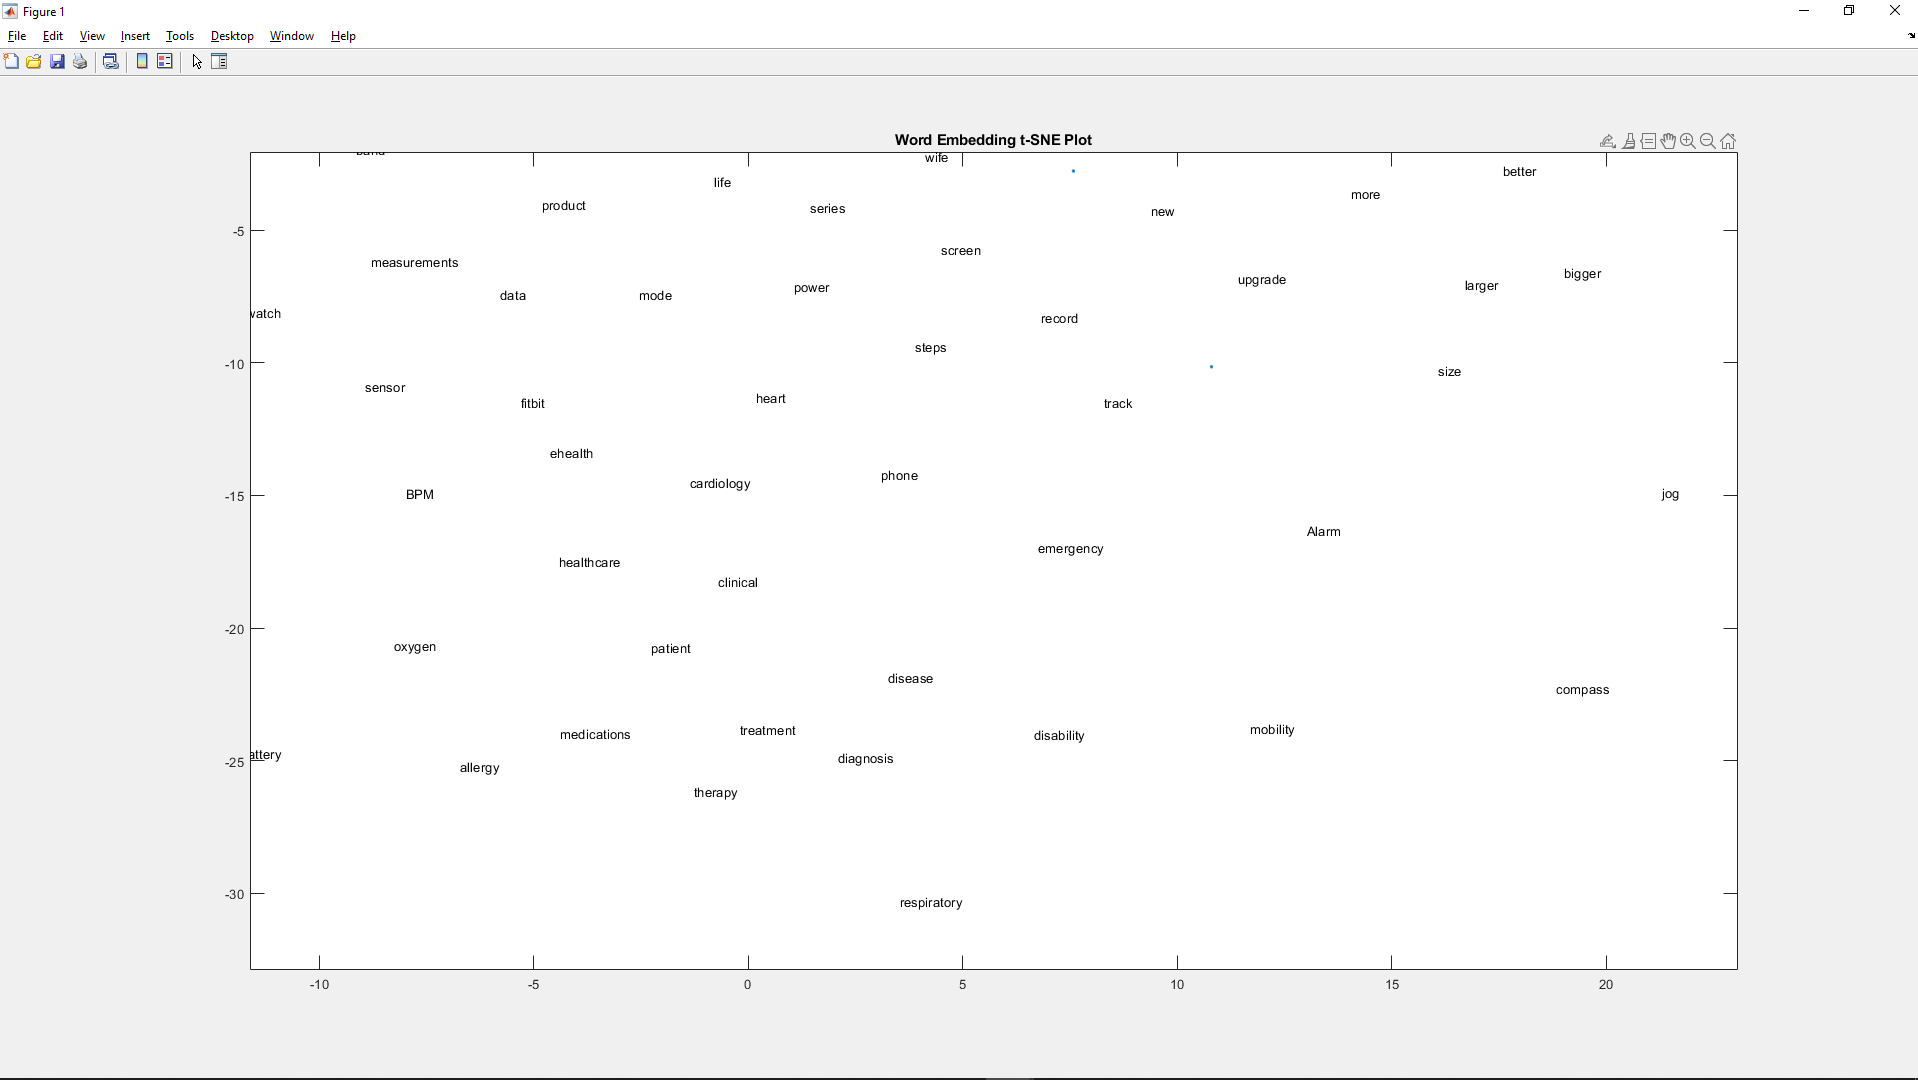 Figure 1
File Edit View Insert Tools Desktop Window Help
Word Embedding t-SNE Plot
wife
better
life
more
product
series
new
-5
screen
measurements
bigger
upgrade
larger
power
data
mode
watch
record
steps
-10
size
sensor
heart
fitbit
track
ehealth
phone
cardiology
BPM
-15
jog
Alarm
emergency
healthcare
clinical
-20
oxygen
patient
disease
compass
treatment
mobility
medications
disability
attery
diagnosis
-25
allergy
therapy
-30
respiratory
-10 -5 0 5 10 15 20